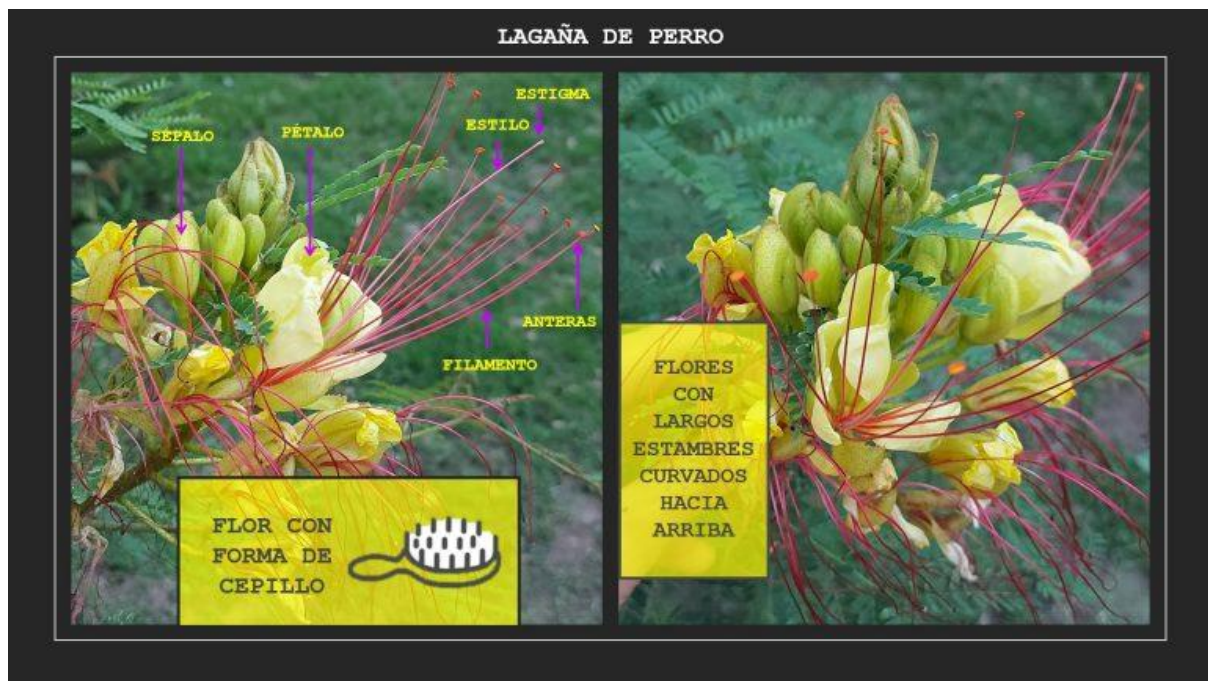 LAGAÑA DE PERRO
ESTIGMA
ESTILO
SÉPALO
PÉTALO
ANTERAS
FILAMENTO
FLOR CON
FORMA DE
CEPILLO
FLORES
CON
LARGOS
ESTAMBRES
CURVADOS
HACIA
ARRIBA